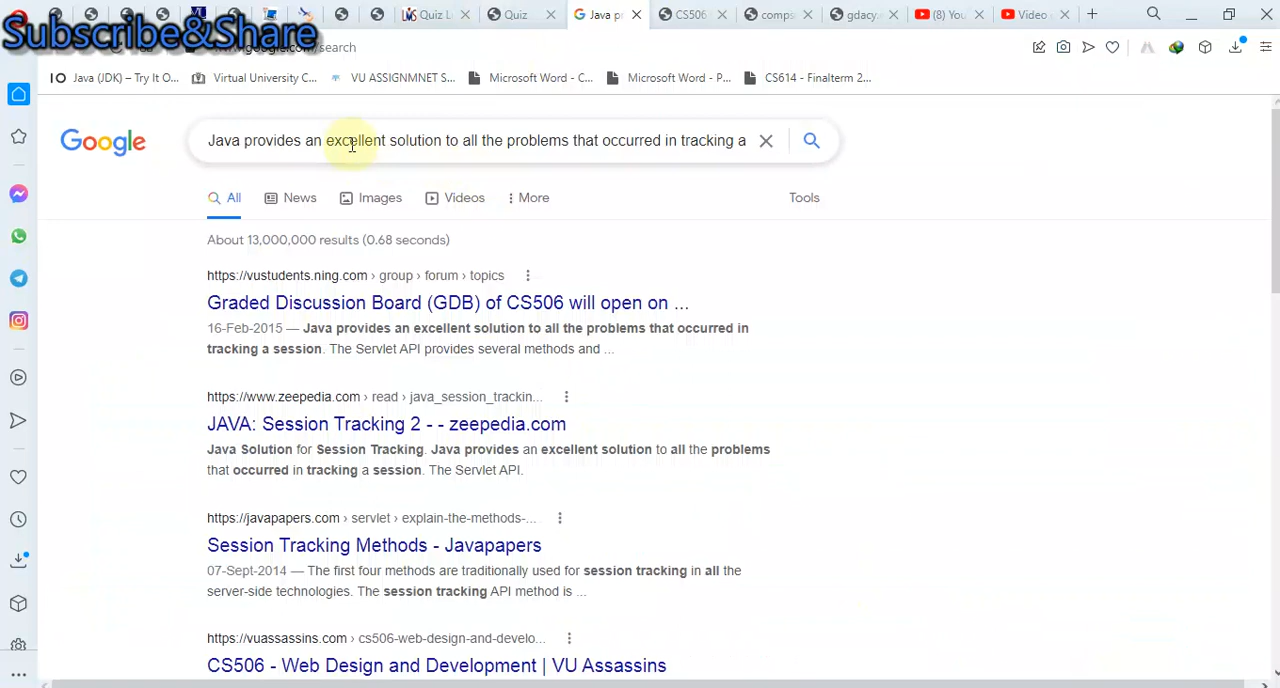 Quiz L
Quiz
Java p
CS506
comps
gdacy.
(8) You
Video
Subscribe&Share
/search
Java (JDK) – Try It O...
Virtual University C...
VU ASSIGNMNET S...
Microsoft Word - C...
Microsoft Word - P...
CS614 - Finalterm 2...
Google
Java provides an excellent solution to all the problems that occurred in tracking a
All
News
Images
Videos
More
Tools
About 13,000,000 results (0.68 seconds)
https://vustudents.ning.com › group › forum › topics
Graded Discussion Board (GDB) of CS506 will open on ...
16-Feb-2015 — Java provides an excellent solution to all the problems that occurred in
tracking a session. The Servlet API provides several methods and ...
https://www.zeepedia.com › read › java_session_trackin...
JAVA: Session Tracking 2 - - zeepedia.com
Java Solution for Session Tracking. Java provides an excellent solution to all the problems
that occurred in tracking a session. The Servlet API.
https://javapapers.com › servlet › explain-the-methods-...
Session Tracking Methods - Javapapers
07-Sept-2014 — The first four methods are traditionally used for session tracking in all the
server-side technologies. The session tracking API method is ...
https://vuassassins.com › cs506-web-design-and-develo...
CS506 - Web Design and Development | VU Assassins